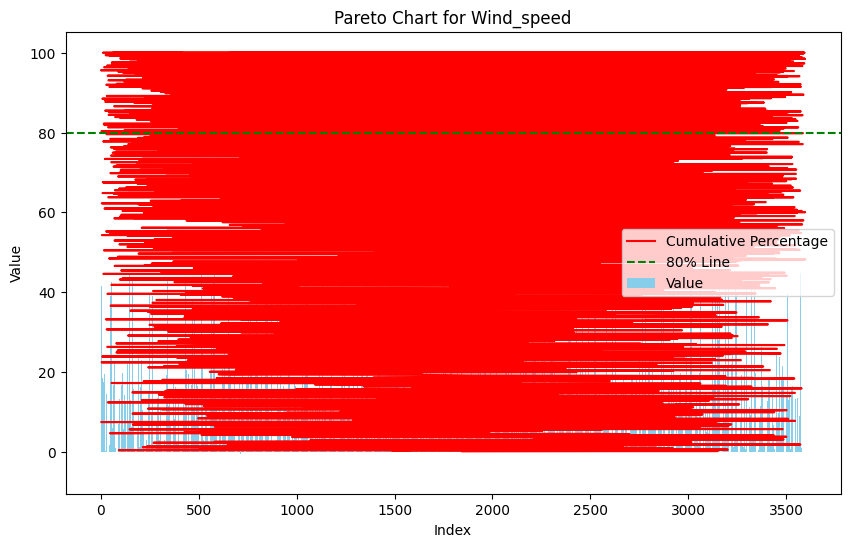 Pareto Chart for Wind_speed
100
80
60
40
20
0
Value
Cumulative Percentage
80% Line
Value
0
500
1000
1500
2000
2500
3000
3500
Index